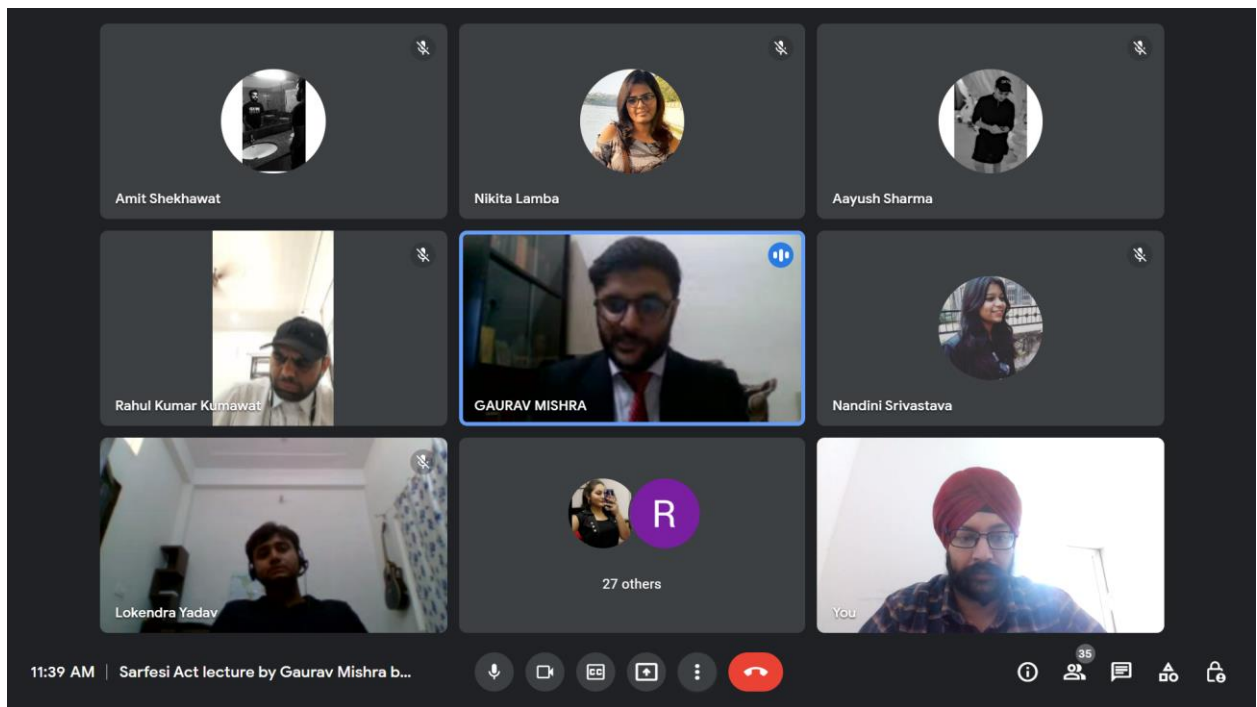 Amit Shekhawat
Nikita Lamba
Aayush Sharma
Rahul Kumar Kumawat
GAURAV MISHRA
Nandini Srivastava
Lokendra Yadav
R
27 others
You
11:39 AM | Sarfesi Act lecture by Gaurav Mishra b...
CC
35